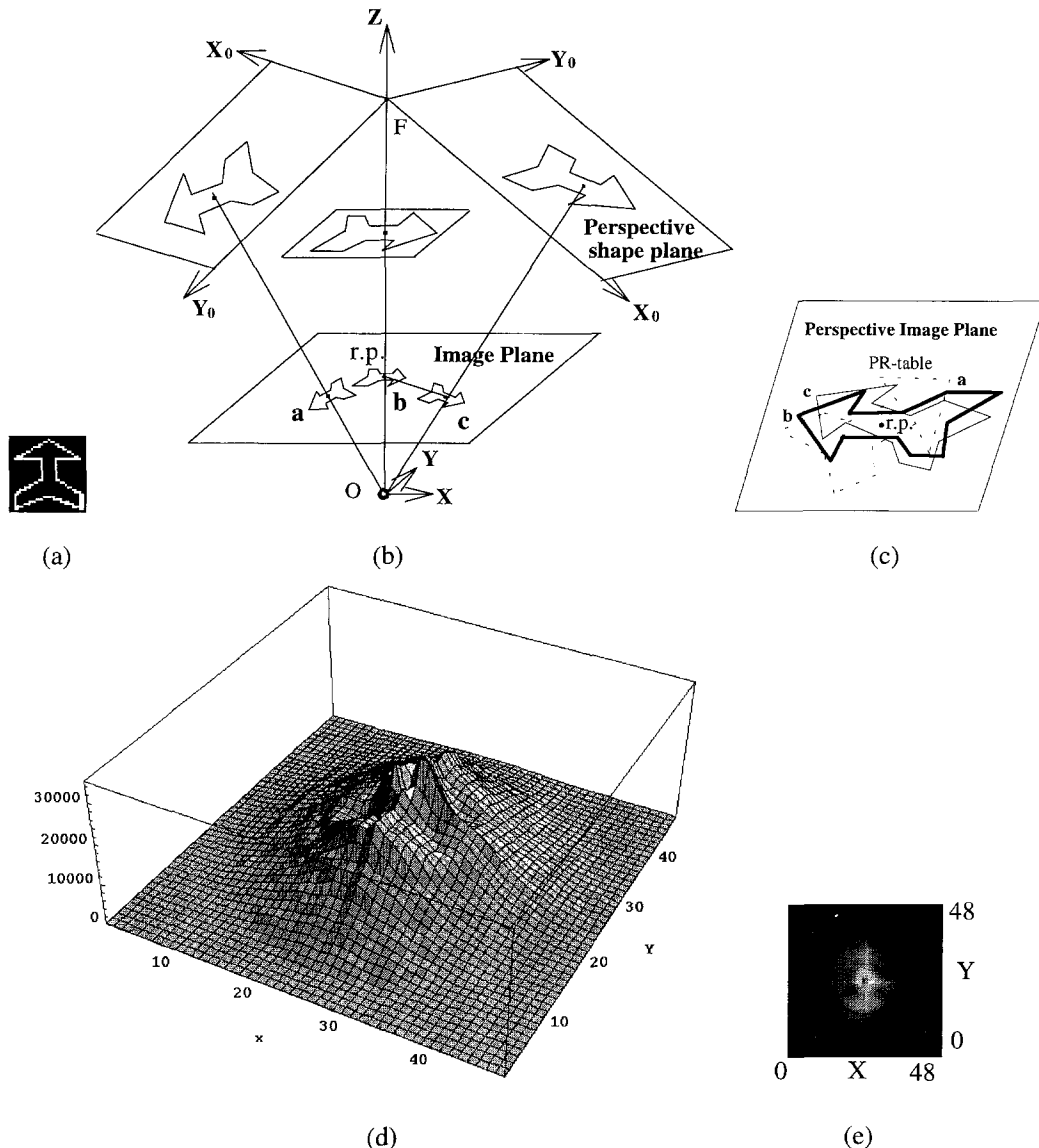 Z
X₀
Y₀
F
Perspective
shape plane
Y₀
X₀
r.p.
Image Plane
a
b
c
Y
O
X
Perspective Image Plane
PR-table
a
c
b
r.p.
(a)
(b)
(c)
30000
20000
10000
0
10
20
30
40
x
10
20
30
40
Y
48
Y
0
0
X
48
(d)
(e)